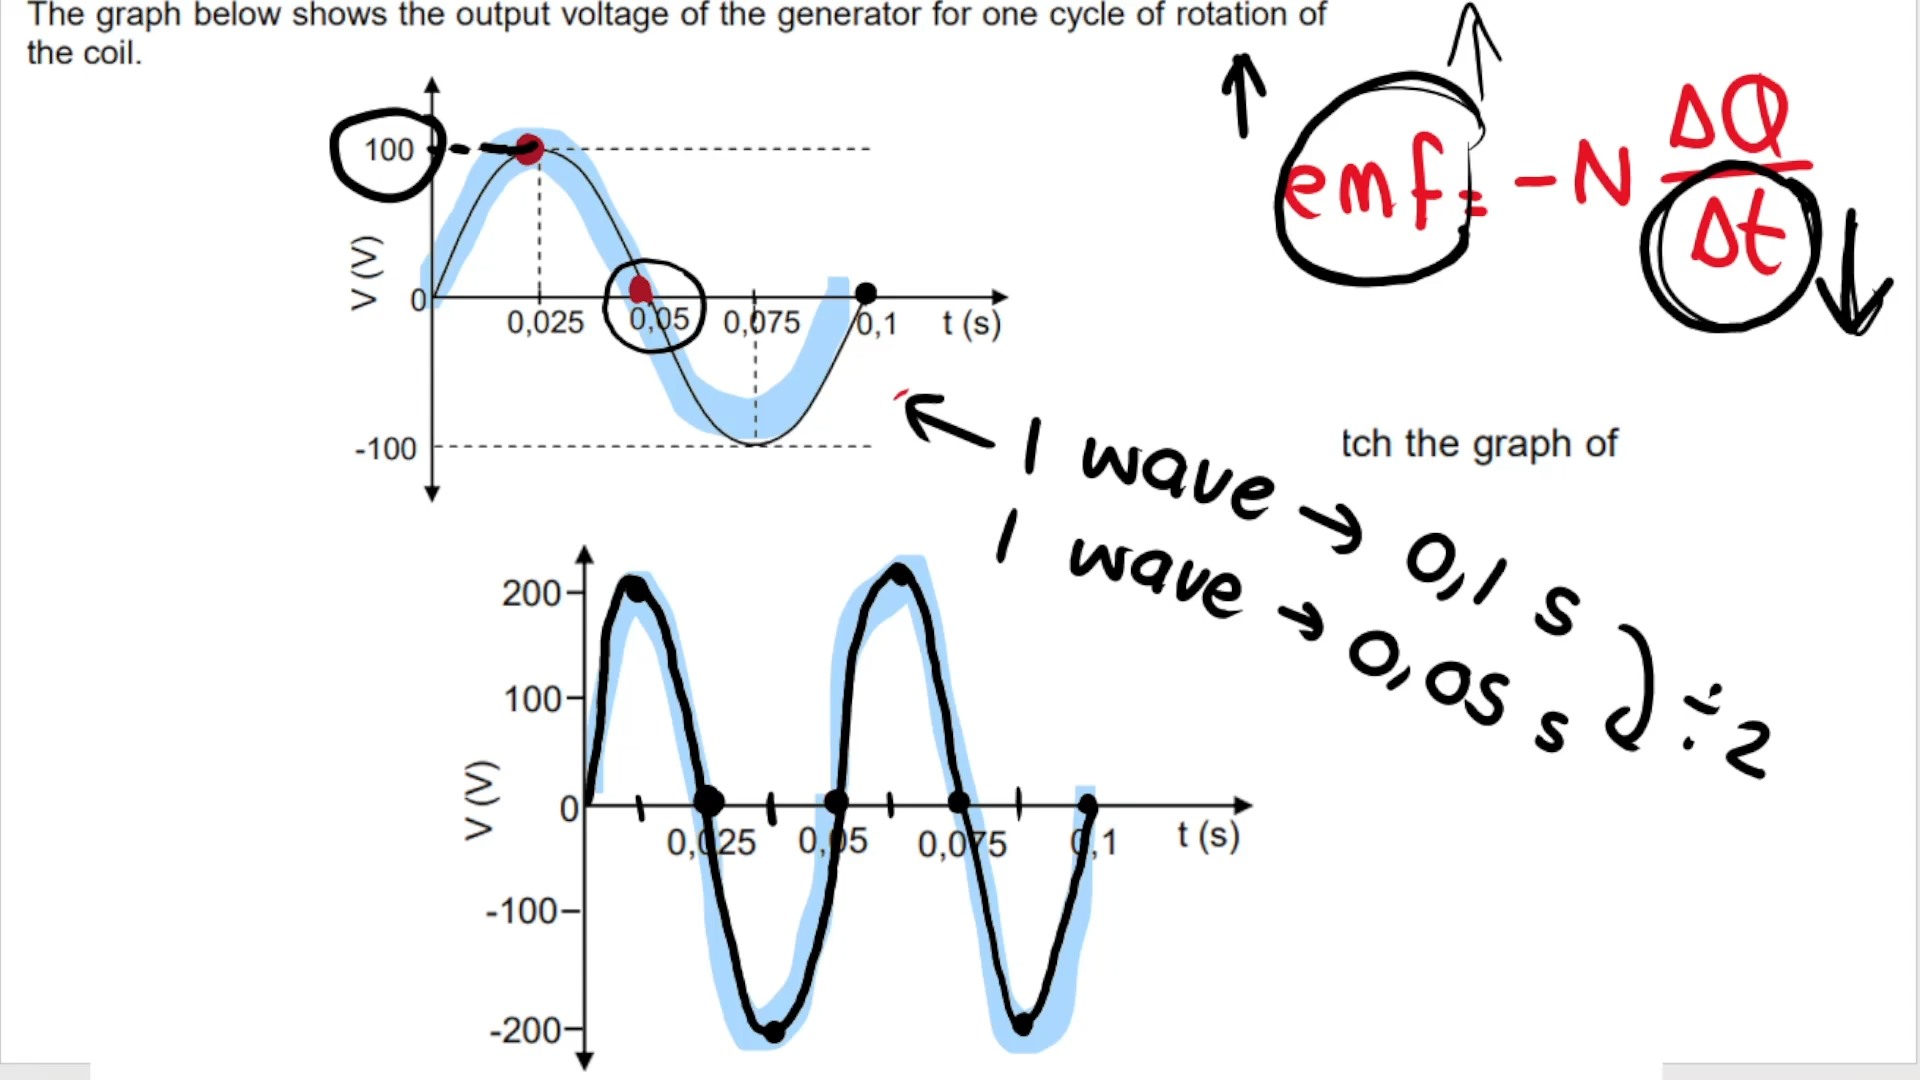 The graph below shows the output voltage of the generator for one cycle of rotation of
the coil.
100
V (V)
0
0,025
0,05
0,075
0,1
t (s)
-100
emf = -N ΔQ/Δt
tch the graph of
1 wave → 0,1 s
1 wave → 0,05 s
÷2
200
100
V (V)
0
0,025
0,05
0,075
0,1
t (s)
-100
-200